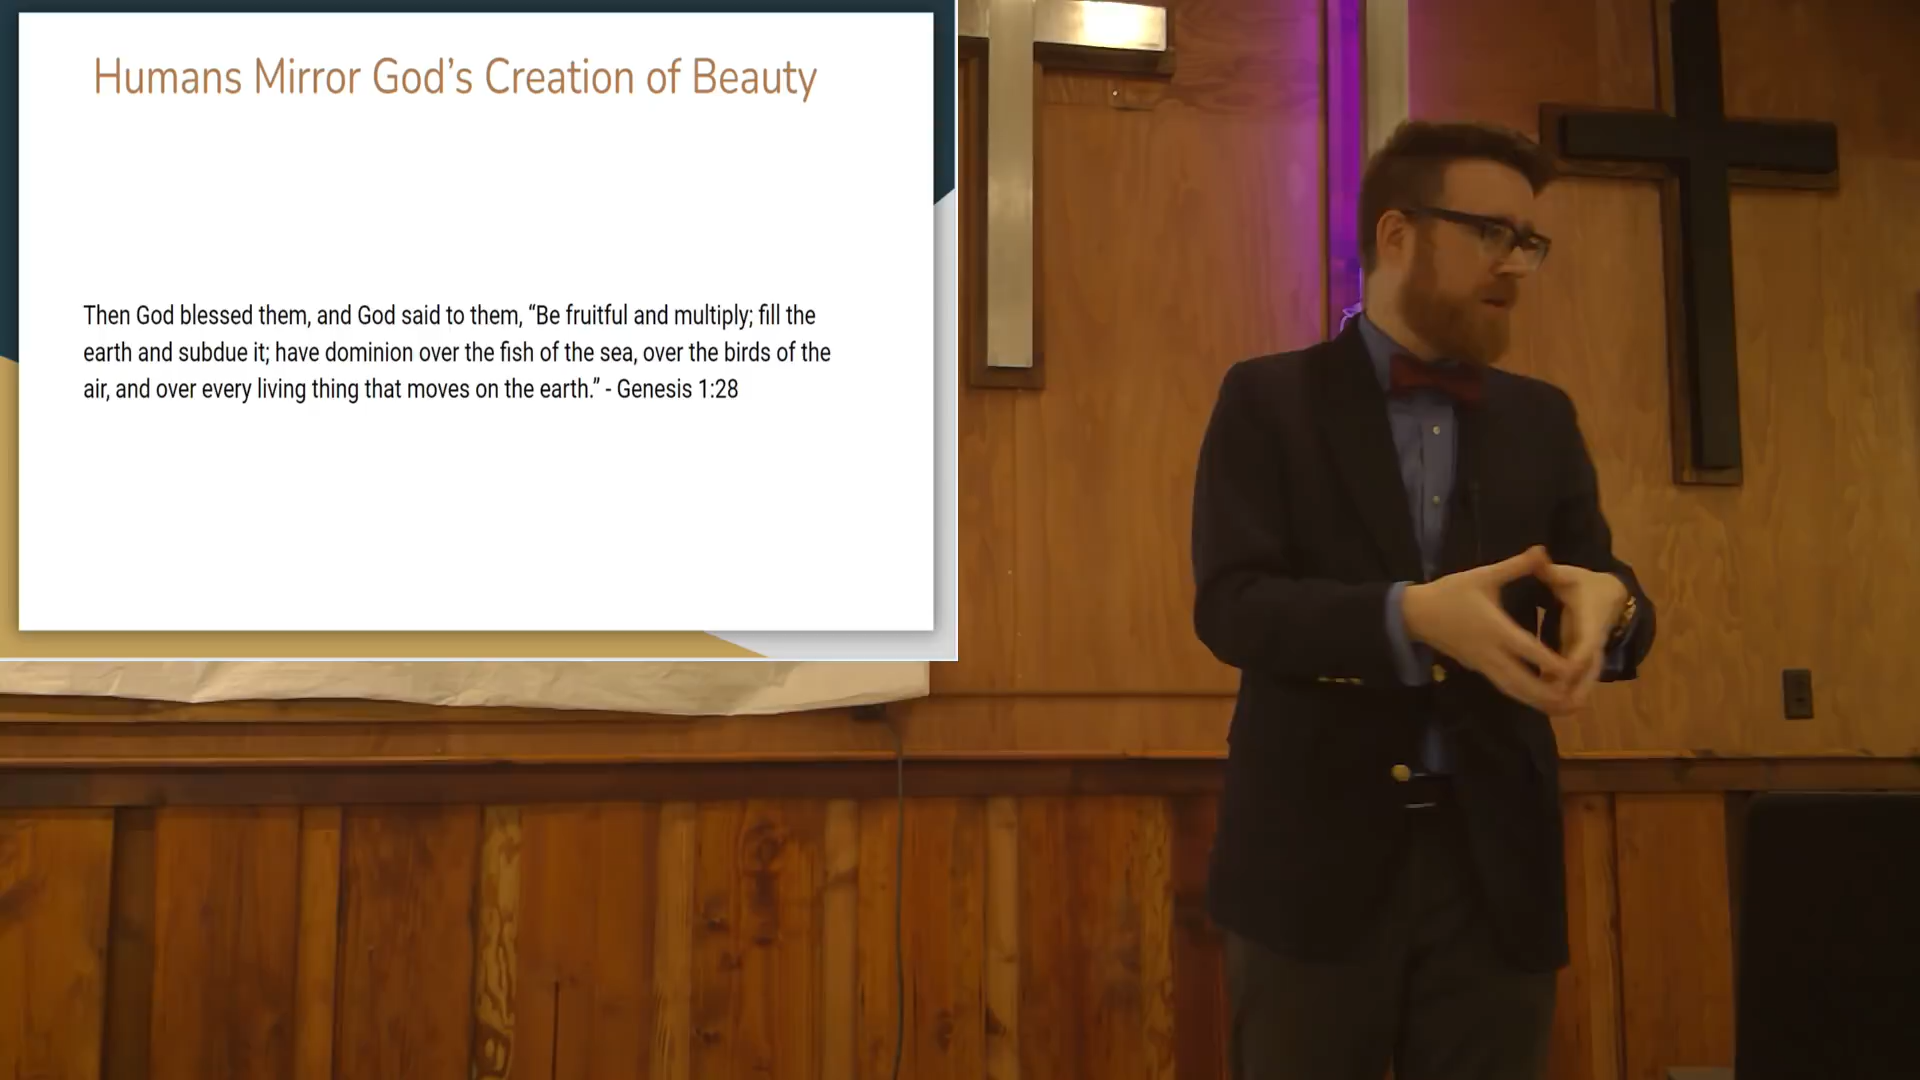 Humans Mirror God’s Creation of Beauty
Then God blessed them, and God said to them, “Be fruitful and multiply; fill the
earth and subdue it; have dominion over the fish of the sea, over the birds of the
air, and over every living thing that moves on the earth.” - Genesis 1:28